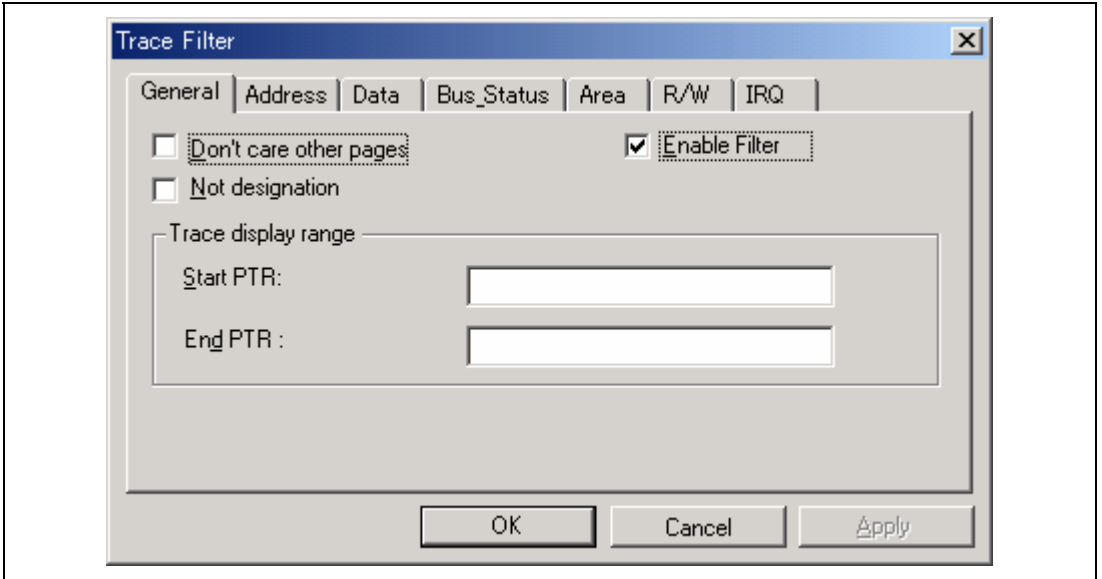 Trace Filter
General Address Data Bus_Status Area R/W IRQ
Don't care other pages Enable Filter
Not designation
Trace display range
Start PTR:
End PTR :
OK Cancel Apply